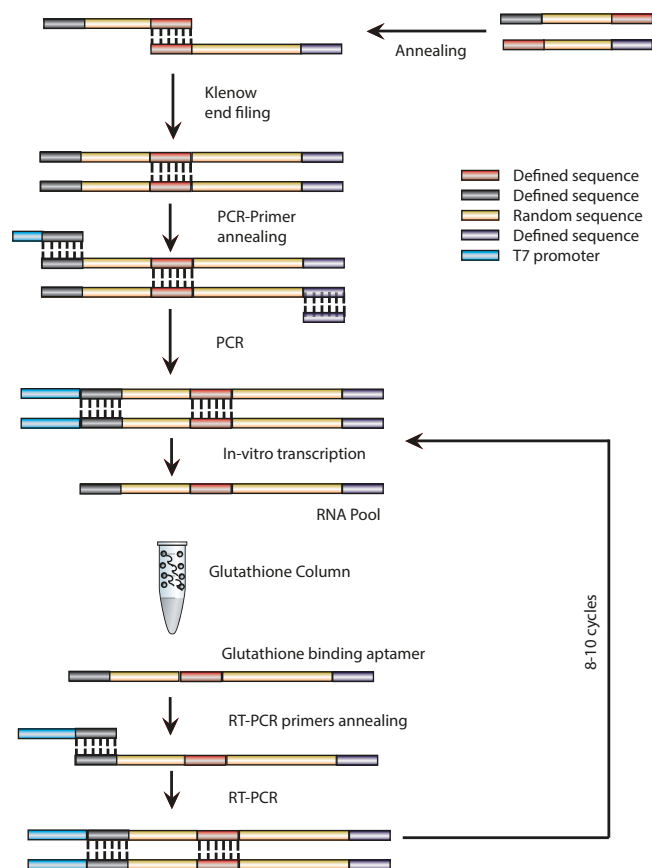 Annealing
Klenow
end filing
Defined sequence
Defined sequence
Random sequence
Defined sequence
T7 promoter
PCR-Primer
annealing
PCR
In-vitro transcription
RNA Pool
Glutathione Column
8-10 cycles
Glutathione binding aptamer
RT-PCR primers annealing
RT-PCR